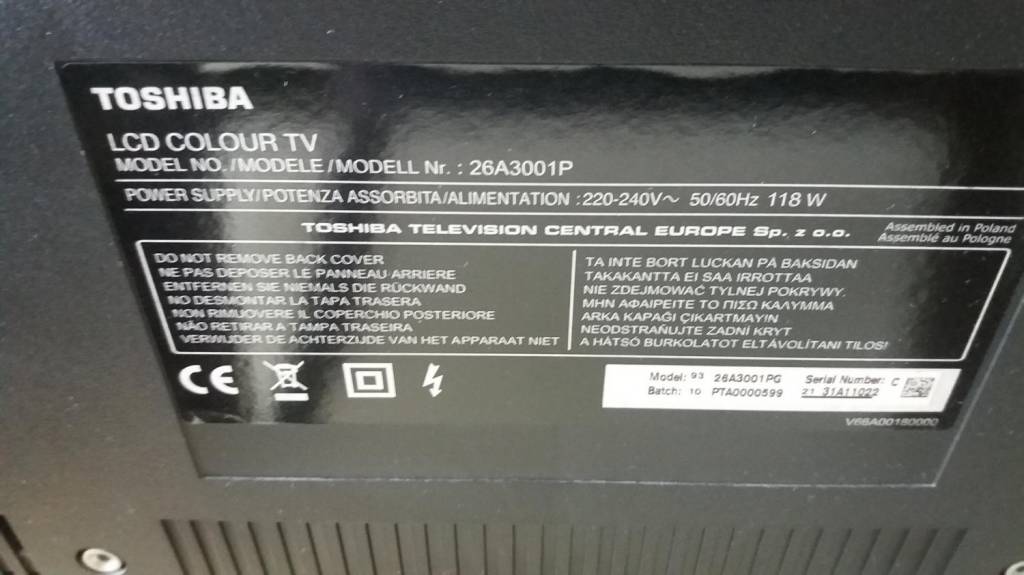 TOSHIBA
LCD COLOUR TV
MODEL NO./MODELE/MODELL Nr. : 26A3001P
POWER SUPPLY/POTENZA ASSORBITA/ALIMENTATION :220-240V~ 50/60Hz 118 W
TOSHIBA TELEVISION CENTRAL EUROPE Sp. z o.o.
Assembled in Poland
Assemblé au Pologne
DO NOT REMOVE BACK COVER
NE PAS DEPOSER LE PANNEAU ARRIERE
ENTFERNEN SIE NIEMALS DIE RÜCKWAND
NO DESMONTAR LA TAPA TRASERA
NON RIMUOVERE IL COPERCHIO POSTERIORE
NÃO RETIRAR A TAMPA TRASEIRA
VERWIJDER DE ACHTERZIJDE VAN HET APPARAAT NIET
TA INTE BORT LUCKAN PÅ BAKSIDAN
TAKAKANTTA EI SAA IRROTTAA
NIE ZDEJMOWAĆ TYLNEJ POKRYWY.
ΜΗΝ ΑΦΑΙΡΕΙΤΕ ΤΟ ΠΙΣΩ ΚΑΛΥΜΜΑ
ARKA KAPAĞI ÇIKARTMAYIN
NEODSTRAŇUJTE ZADNÍ KRYT
A HÁTSÓ BURKOLATOT ELTÁVOLÍTANI TILOS!
CE
Model: 93 26A3001PG Serial Number: C
Batch: 10 PTA0000599 21 31A11022
V66A00180000